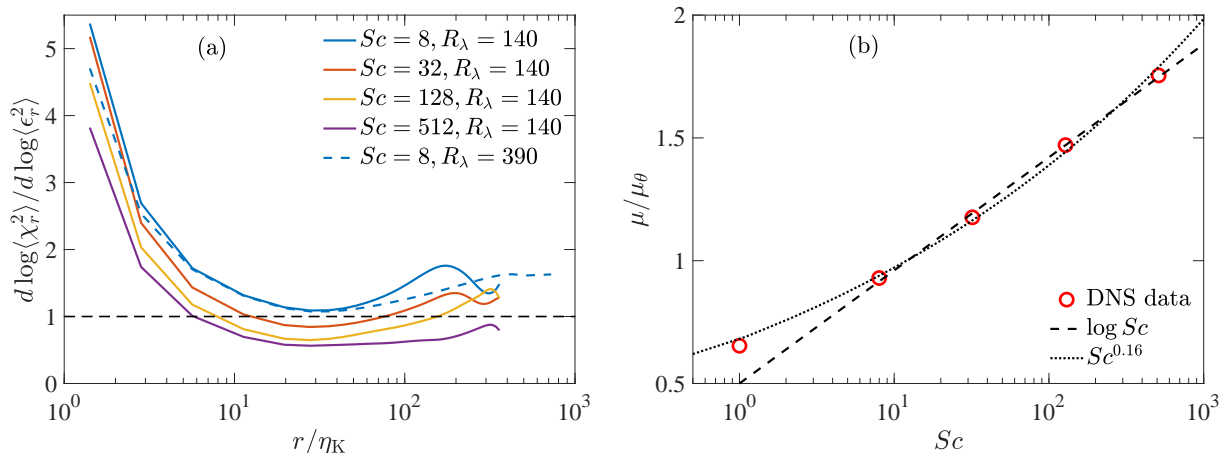 (a)
Sc = 8, R_λ = 140
Sc = 32, R_λ = 140
Sc = 128, R_λ = 140
Sc = 512, R_λ = 140
Sc = 8, R_λ = 390
d log⟨χ_r^2⟩/d log⟨ε_r^2⟩
5
4
3
2
1
0
10^0
10^1
10^2
10^3
r/η_K
(b)
μ/μ_θ
2
1.5
1
0.5
DNS data
log Sc
Sc^{0.16}
10^0
10^1
10^2
10^3
Sc